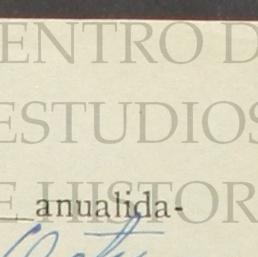 ENTRO D
ESTUDIOS
E HISTOR
anualida-